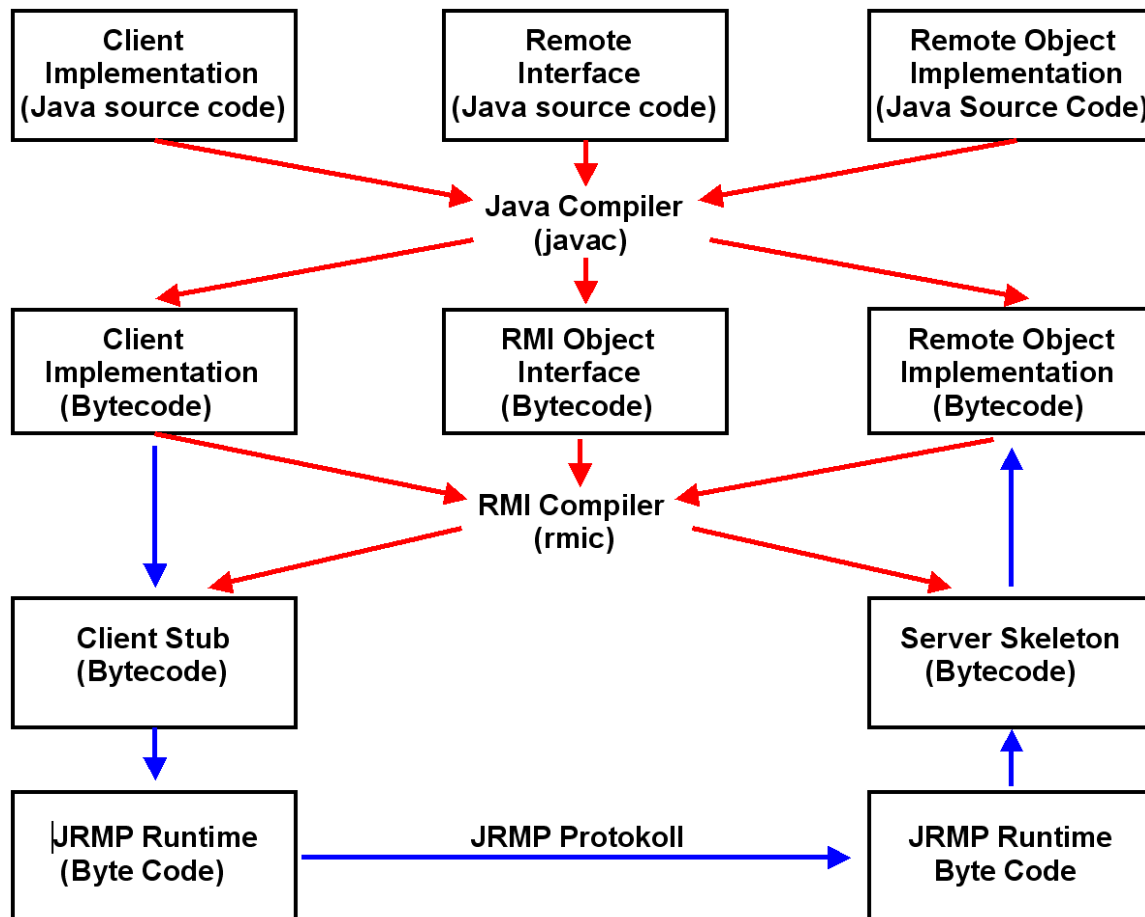 Client
Implementation
(Java source code)
Remote
Interface
(Java source code)
Remote Object
Implementation
(Java Source Code)
Java Compiler
(javac)
Client
Implementation
(Bytecode)
RMI Object
Interface
(Bytecode)
Remote Object
Implementation
(Bytecode)
RMI Compiler
(rmic)
Client Stub
(Bytecode)
Server Skeleton
(Bytecode)
JRMP Runtime
(Byte Code)
JRMP Protokoll
JRMP Runtime
Byte Code